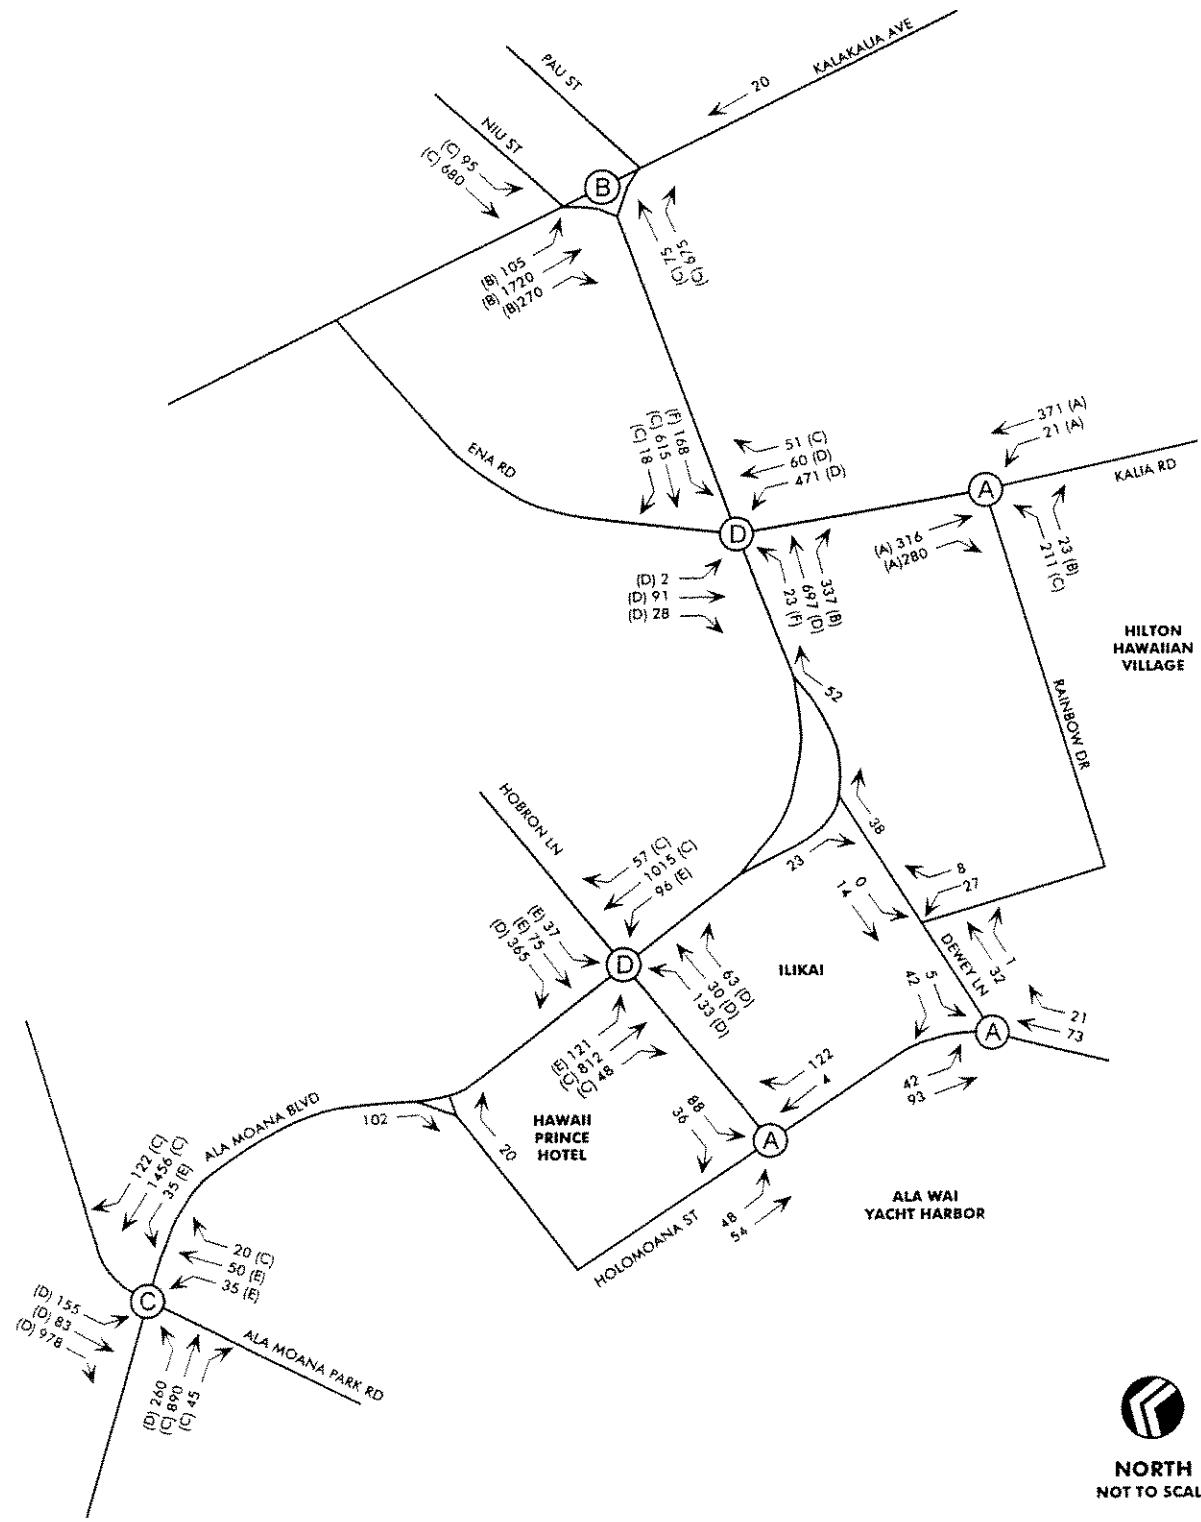 PAU ST
KALAKAUA AVE
20
NIU ST
(C) 95
(C) 680
B
(B) 105
(B) 1720
(B)270
(C) 75
(C) 675
ENA RD
(C) 18
(C) 615
(F) 168
51 (C)
60 (D)
471 (D)
371 (A)
21 (A)
KALIA RD
A
D
(A) 316
(A)280
23 (B)
211 (C)
(D) 2
(D) 91
(D) 28
23 (F)
697 (D)
337 (B)
HILTON
HAWAIIAN
VILLAGE
52
RAINBOW DR
HOBRON LN
38
57 (C)
1015 (C)
96 (E)
23
8
27
0
14
(E) 37
(E) 75
(D) 365
D
63 (D)
30 (D)
133 (D)
ILIKAI
DEWEY LN
1
32
5
42
21
73
A
(E) 121
(C) 812
(C) 48
122
4
42
93
ALA MOANA BLVD
102
20
HAWAII
PRINCE
HOTEL
88
36
A
48
54
ALA WAI
YACHT HARBOR
HOLOMOANA ST
122 (C)
1456 (C)
35 (E)
20 (C)
50 (E)
35 (E)
(D) 155
(D) 83
(D) 978
C
ALA MOANA PARK RD
(D) 260
(C) 890
(C) 45
NORTH
NOT TO SCAL